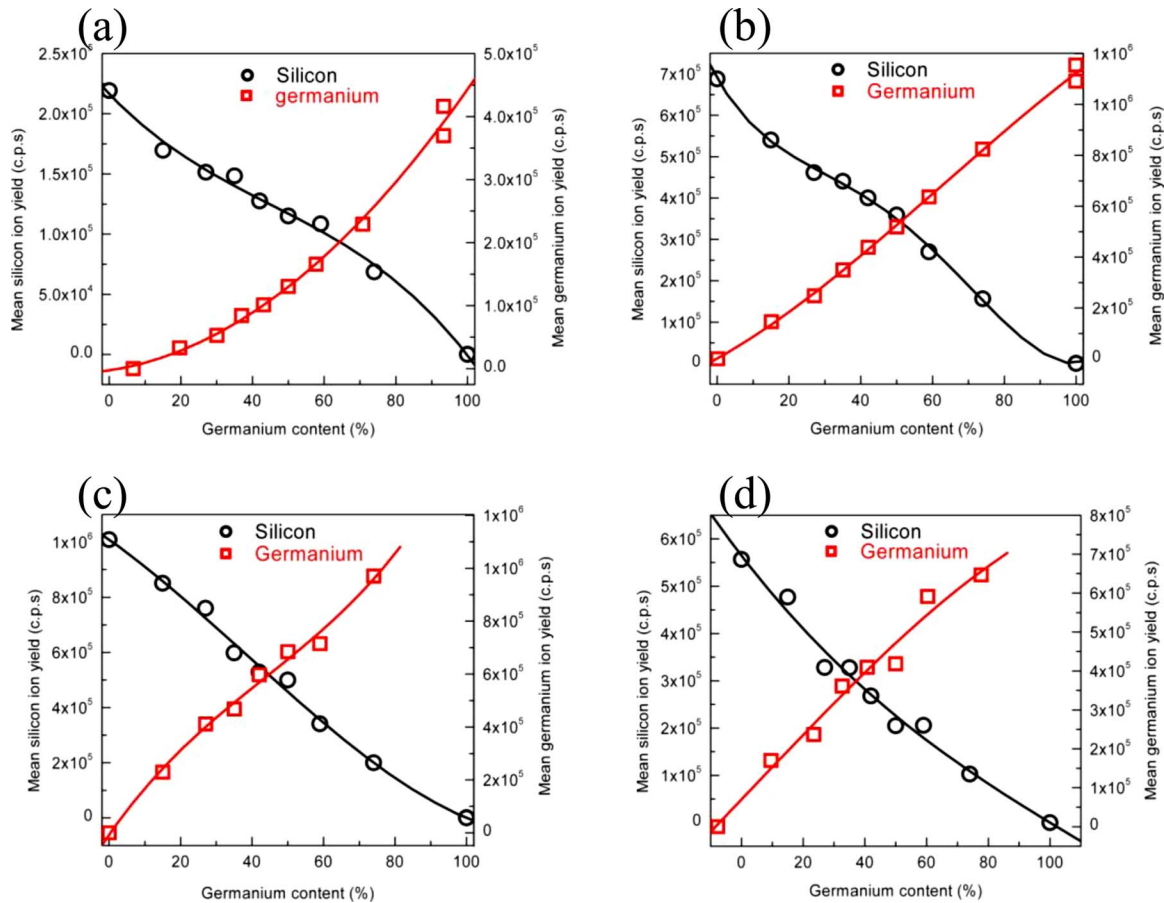 (a)
2.5x10⁶
2.0x10⁵
1.5x10⁵
1.0x10⁵
5.0x10⁴
0.0
Mean silicon ion yield (c.p.s)
Silicon
germanium
5.0x10⁵
4.0x10⁵
3.0x10⁵
2.0x10⁵
1.0x10⁵
0.0
Mean germanium ion yield (c.p.s)
0 20 40 60 80 100
Germanium content (%)
(b)
7x10⁵
6x10⁵
5x10⁵
4x10⁵
3x10⁵
2x10⁵
1x10⁵
0
Mean silicon ion yield (c.p.s)
Silicon
Germanium
1x10⁶
1x10⁶
8x10⁵
6x10⁵
4x10⁵
2x10⁵
0
Mean germanium ion yield (c.p.s)
0 20 40 60 80 100
Germanium content (%)
(c)
1x10⁶
8x10⁵
6x10⁵
4x10⁵
2x10⁵
0
Mean silicon ion yield (c.p.s)
Silicon
Germanium
1x10⁶
1x10⁶
8x10⁵
6x10⁵
4x10⁵
2x10⁵
0
Mean germanium ion yield (c.p.s)
0 20 40 60 80 100
Germanium content (%)
(d)
6x10⁵
5x10⁵
4x10⁵
3x10⁵
2x10⁵
1x10⁵
0
Mean silicon ion yield (c.p.s)
Silicon
Germanium
8x10⁵
7x10⁵
6x10⁵
5x10⁵
4x10⁵
3x10⁵
2x10⁵
1x10⁵
0
Mean germanium ion yield (c.p.s)
0 20 40 60 80 100
Germanium content (%)